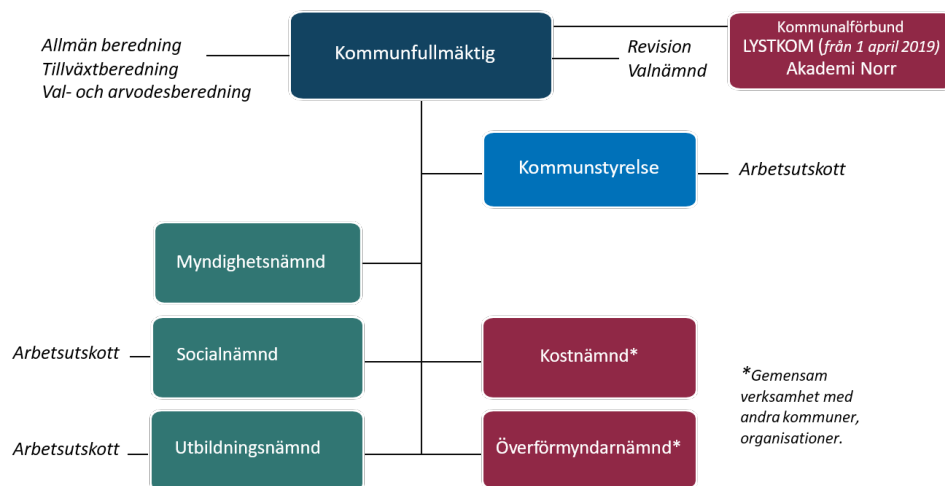 Allmän beredning
Tillväxtberedning
Val- och arvodesberedning
Kommunfullmäktig
Revision
Valnämnd
Kommunalförbund
LYSTKOM (från 1 april 2019)
Akademi Norr
Kommunstyrelse
Arbetsutskott
Myndighetsnämnd
Arbetsutskott
Socialnämnd
Kostnämnd*
*Gemensam
verksamhet med
andra kommuner,
organisationer.
Arbetsutskott
Utbildningsnämnd
Överförmyndarnämnd*